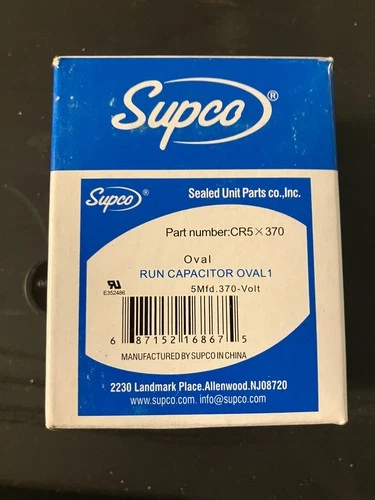 Supco®
Supco® Sealed Unit Parts co.,Inc.
Part number:CR5×370
Oval
RUN CAPACITOR OVAL1
5Mfd.370-Volt
E352486
6 87152 16867 5
MANUFACTURED BY SUPCO IN CHINA
2230 Landmark Place.Allenwood.NJ08720
www.supco.com. info@supco.com